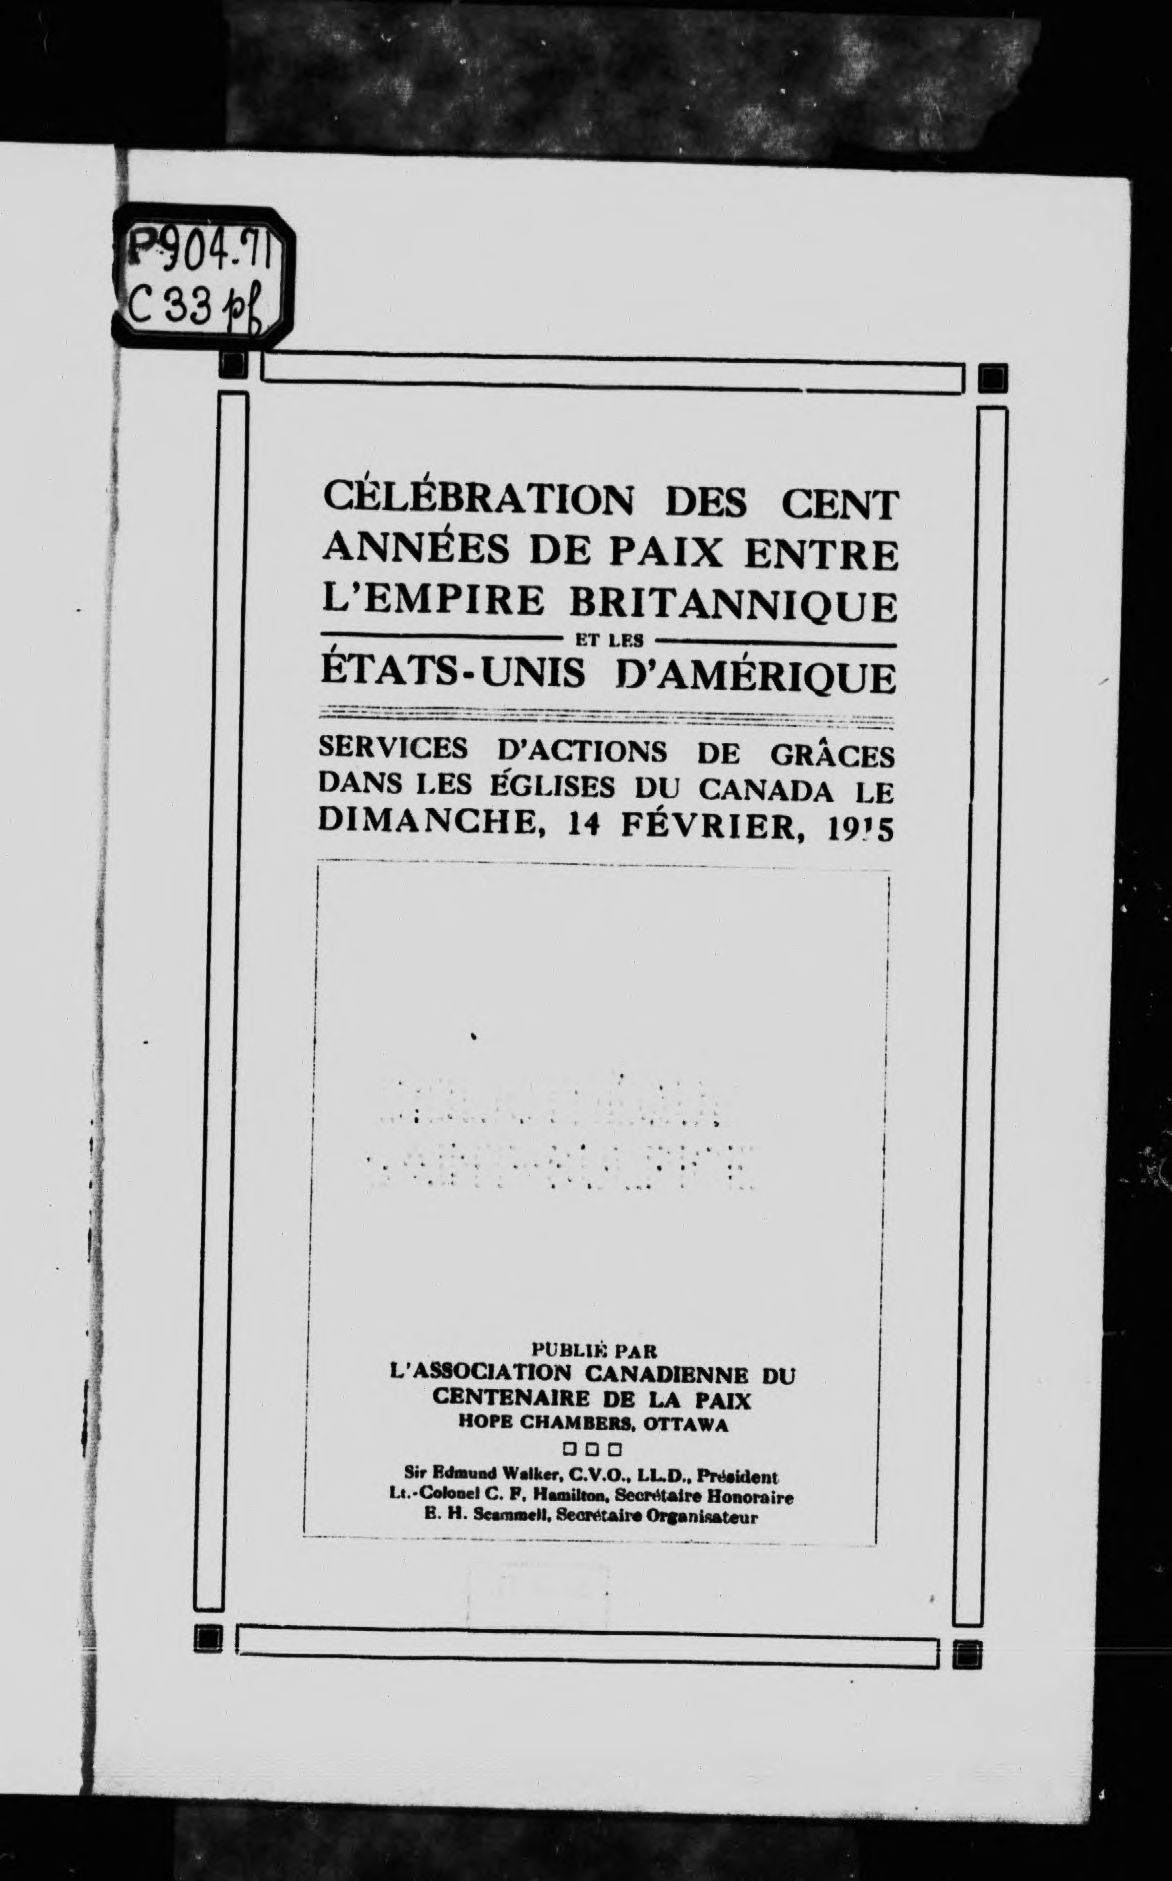 P904.71
C33pf
CÉLÉBRATION DES CENT
ANNÉES DE PAIX ENTRE
L'EMPIRE BRITANNIQUE
ET LES
ÉTATS-UNIS D'AMÉRIQUE
SERVICES D'ACTIONS DE GRÂCES
DANS LES ÉGLISES DU CANADA LE
DIMANCHE, 14 FÉVRIER, 1915
PUBLIÉ PAR
L'ASSOCIATION CANADIENNE DU
CENTENAIRE DE LA PAIX
HOPE CHAMBERS, OTTAWA
Sir Edmund Walker, C.V.O., LL.D., Président
Lt.-Colonel C. F. Hamilton, Secrétaire Honoraire
E. H. Scammell, Secrétaire Organisateur